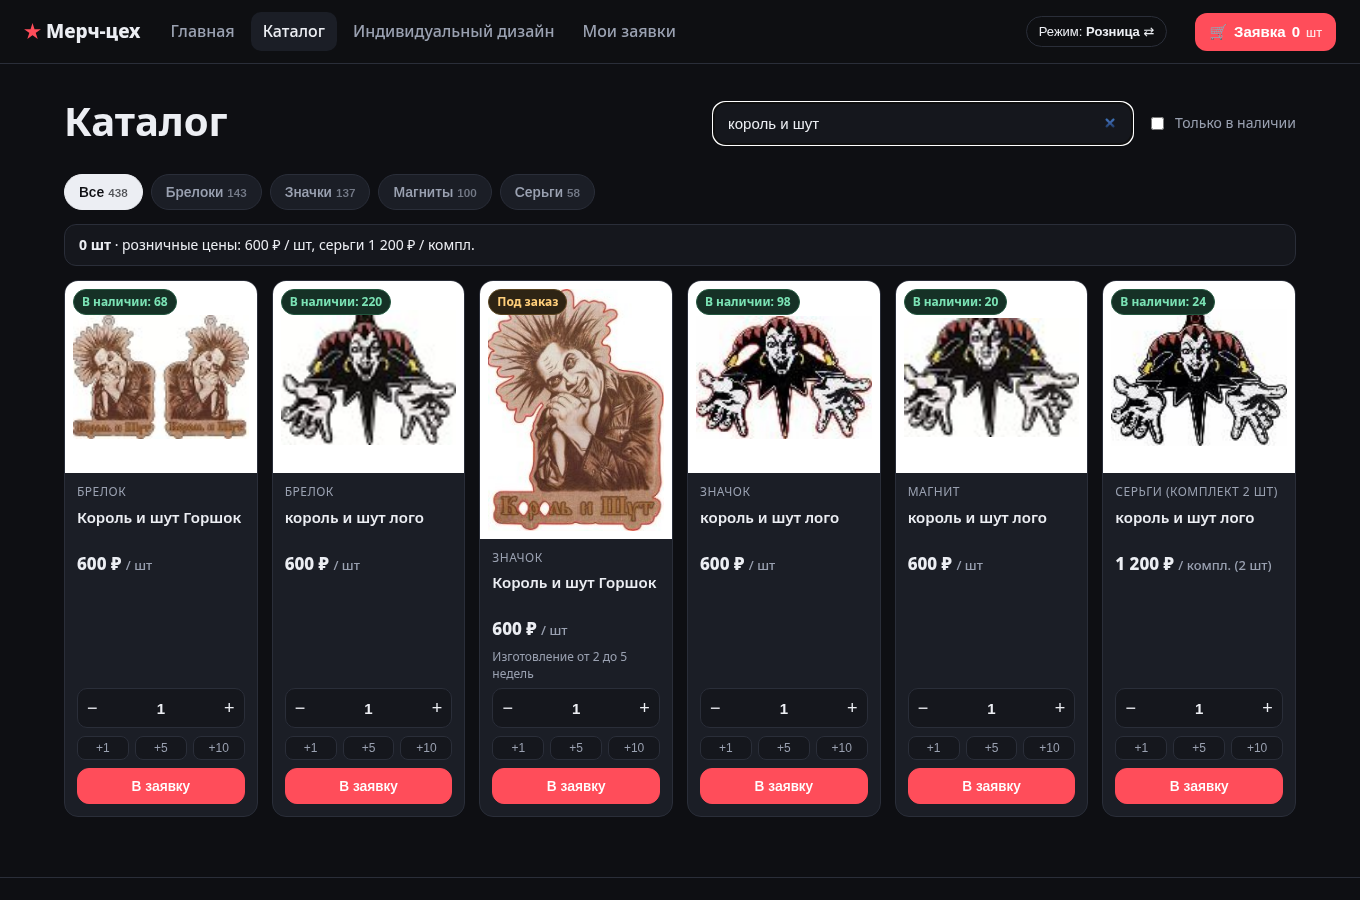 ★ Мерч-цех
Главная
Каталог
Индивидуальный дизайн
Мои заявки
Режим: Розница ⇄
🛒 Заявка 0 шт
Каталог
король и шут
Только в наличии
Все 438
Брелоки 143
Значки 137
Магниты 100
Серьги 58
0 шт · розничные цены: 600 ₽ / шт, серьги 1 200 ₽ / компл.
В наличии: 68
Король и Шут Король и Шут
БРЕЛОК
Король и шут Горшок
600 ₽ / шт
− 1 +
+1 +5 +10
В заявку
В наличии: 220
БРЕЛОК
король и шут лого
600 ₽ / шт
− 1 +
+1 +5 +10
В заявку
Под заказ
Король и Шут
ЗНАЧОК
Король и шут Горшок
600 ₽ / шт
Изготовление от 2 до 5
недель
− 1 +
+1 +5 +10
В заявку
В наличии: 98
ЗНАЧОК
король и шут лого
600 ₽ / шт
− 1 +
+1 +5 +10
В заявку
В наличии: 20
МАГНИТ
король и шут лого
600 ₽ / шт
− 1 +
+1 +5 +10
В заявку
В наличии: 24
СЕРЬГИ (КОМПЛЕКТ 2 ШТ)
король и шут лого
1 200 ₽ / компл. (2 шт)
− 1 +
+1 +5 +10
В заявку